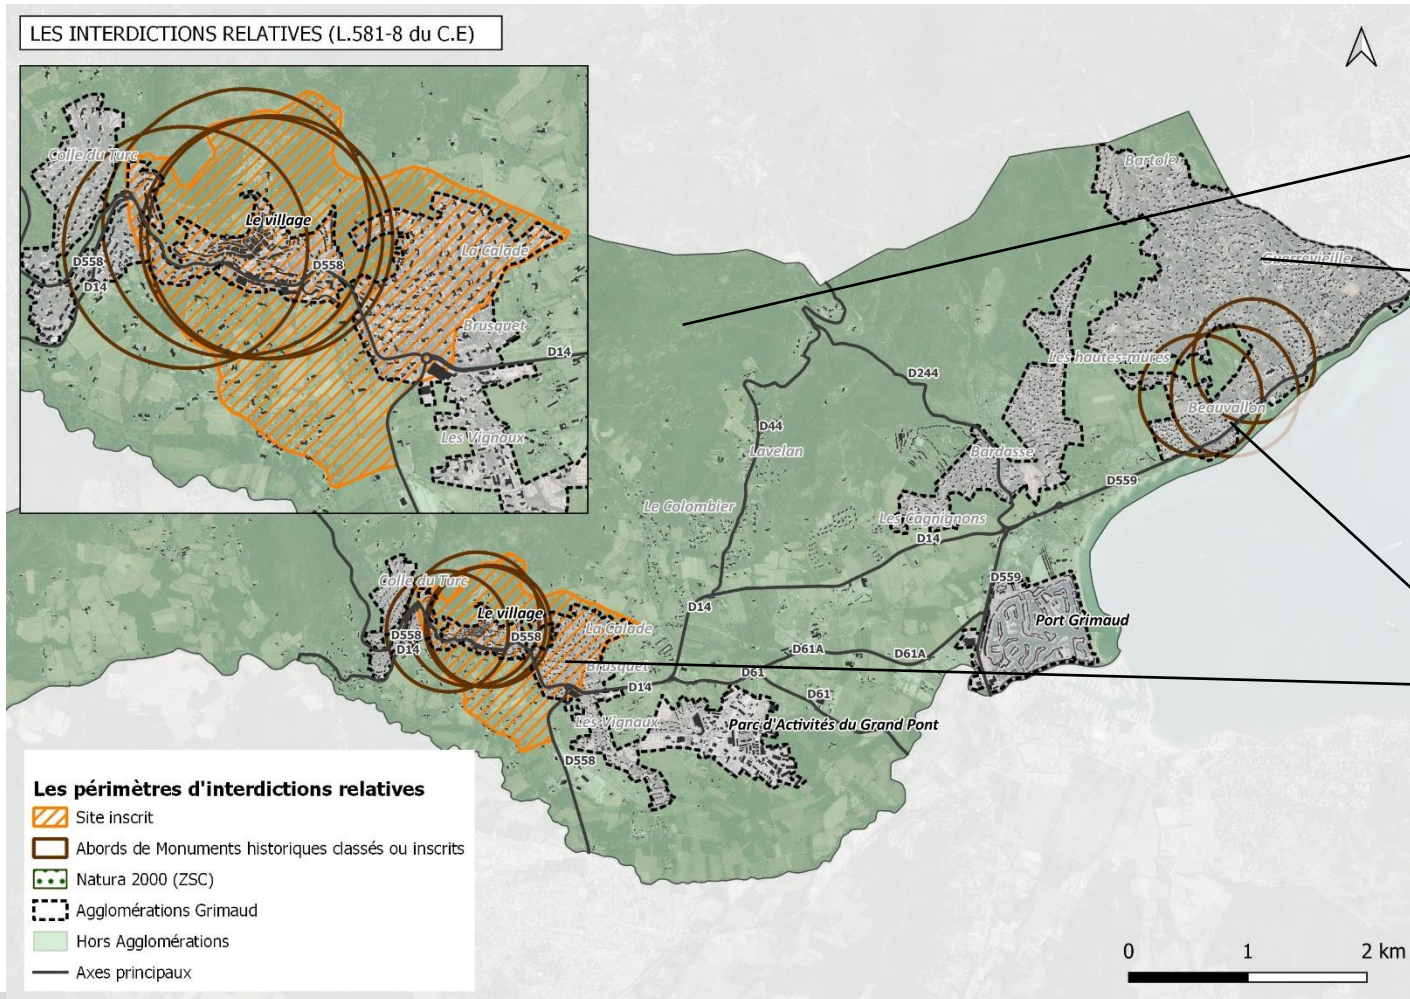 LES INTERDICTIONS RELATIVES (L.581-8 du C.E)
Colle du Turc
Le village
La Calade
D558
D558
D14
Brusquet
D14
Les Vignaux
Bartole
Guerrevieille
Les hautes-mures
Beauvallon
D244
D44
Lavelan
Bardasse
D559
Le Colombier
Les Cagnignons
D14
D559
Colle du Turc
Le village
D14
Port Grimaud
La Calade
D558
D558
D14
D61A
D61A
Brusquet
D61
D14
D61
Les Vignaux
Parc d'Activités du Grand Pont
D558
Les périmètres d'interdictions relatives
Site inscrit
Abords de Monuments historiques classés ou inscrits
Natura 2000 (ZSC)
Agglomérations Grimaud
Hors Agglomérations
Axes principaux
0 1 2 km